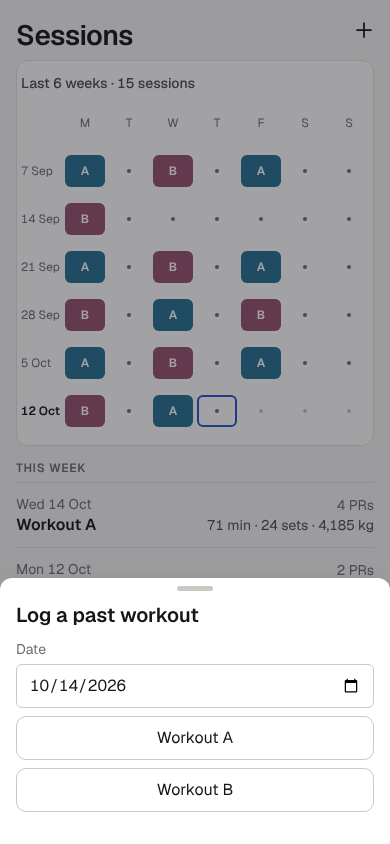 Sessions
Last 6 weeks · 15 sessions
M T W T F S S
7 Sep A B A
14 Sep B
21 Sep A B A
28 Sep B A B
5 Oct A B A
12 Oct B A
THIS WEEK
Wed 14 Oct 4 PRs
Workout A 71 min · 24 sets · 4,185 kg
Mon 12 Oct 2 PRs
Log a past workout
Date
10/14/2026
Workout A
Workout B